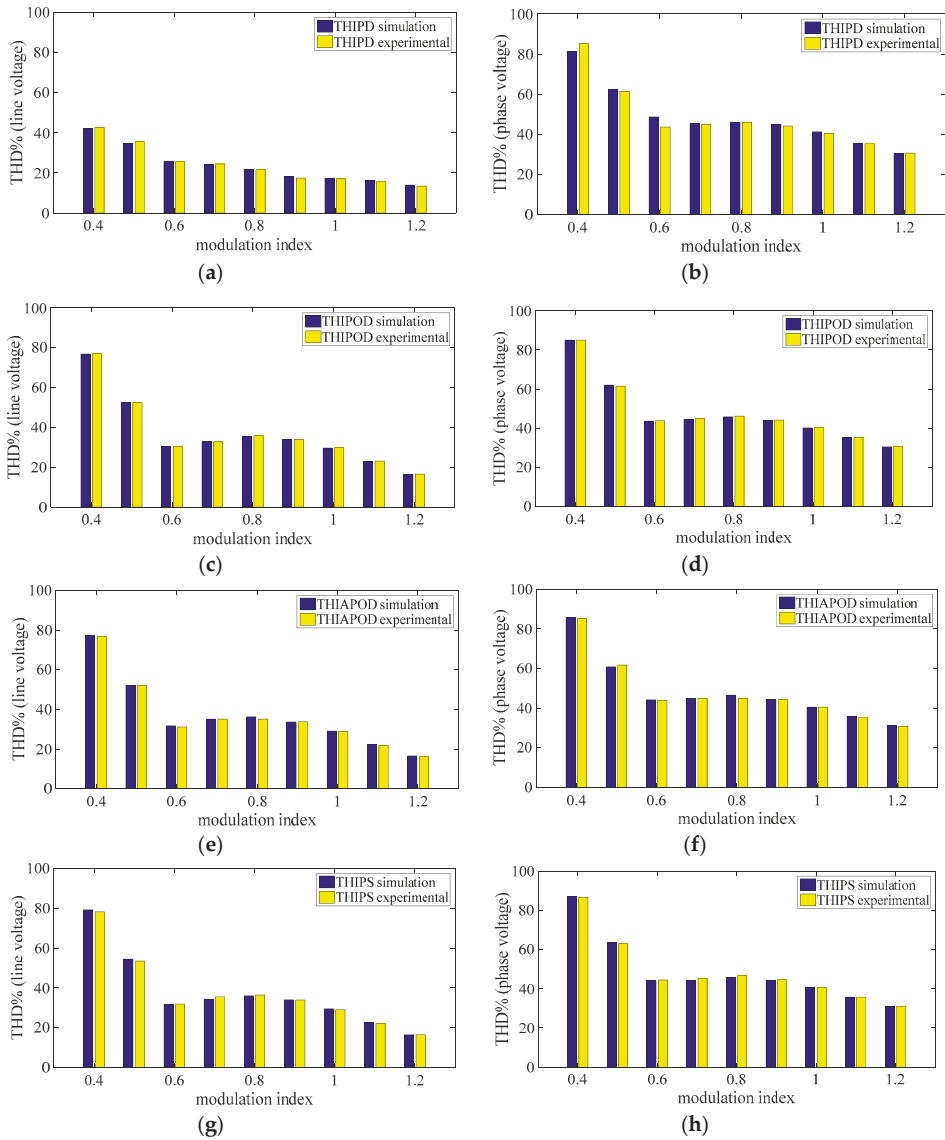 THIPD simulation
THIPD experimental
THD% (line voltage)
100
80
60
40
20
0
0.4 0.6 0.8 1 1.2
modulation index
(a)
THIPD simulation
THIPD experimental
THD% (phase voltage)
100
80
60
40
20
0
0.4 0.6 0.8 1 1.2
modulation index
(b)
THIPOD simulation
THIPOD experimental
THD% (line voltage)
100
80
60
40
20
0
0.4 0.6 0.8 1 1.2
modulation index
(c)
THIPOD simulation
THIPOD experimental
THD% (phase voltage)
100
80
60
40
20
0
0.4 0.6 0.8 1 1.2
modulation index
(d)
THIAPOD simulation
THIAPOD experimental
THD% (line voltage)
100
80
60
40
20
0
0.4 0.6 0.8 1 1.2
modulation index
(e)
THIAPOD simulation
THIAPOD experimental
THD% (phase voltage)
100
80
60
40
20
0
0.4 0.6 0.8 1 1.2
modulation index
(f)
THIPS simulation
THIPS experimental
THD% (line voltage)
100
80
60
40
20
0
0.4 0.6 0.8 1 1.2
modulation index
(g)
THIPS simulation
THIPS experimental
THD% (phase voltage)
100
80
60
40
20
0
0.4 0.6 0.8 1 1.2
modulation index
(h)